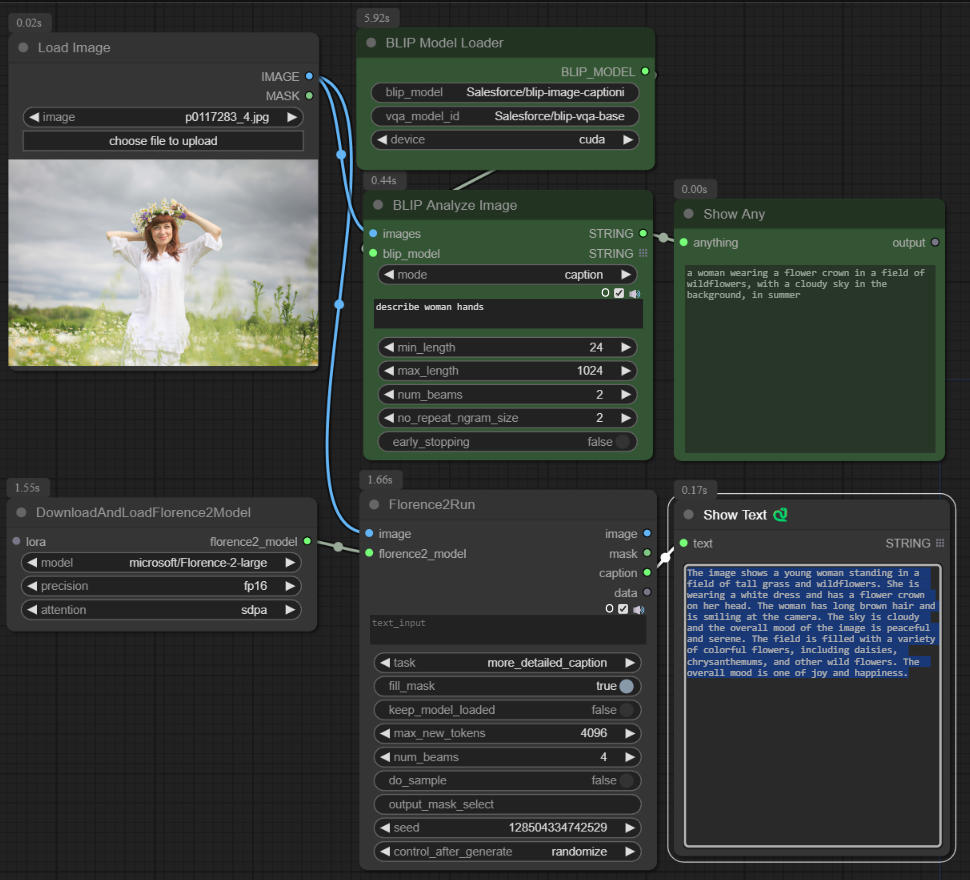 0.02s
Load Image
IMAGE
MASK
image p0117283_4.jpg
choose file to upload
5.92s
BLIP Model Loader
BLIP_MODEL
blip_model Salesforce/blip-image-captioni
vqa_model_id Salesforce/blip-vqa-base
device cuda
0.44s
BLIP Analyze Image
images STRING
blip_model STRING
mode caption
O
describe woman hands
min_length 24
max_length 1024
num_beams 2
no_repeat_ngram_size 2
early_stopping false
0.00s
Show Any
anything output
a woman wearing a flower crown in a field of
wildflowers, with a cloudy sky in the
background, in summer
1.55s
DownloadAndLoadFlorence2Model
lora florence2_model
model microsoft/Florence-2-large
precision fp16
attention sdpa
1.66s
Florence2Run
image image
florence2_model mask
caption
data
O
text_input
task more_detailed_caption
fill_mask true
keep_model_loaded false
max_new_tokens 4096
num_beams 4
do_sample false
output_mask_select
seed 128504334742529
control_after_generate randomize
0.17s
Show Text
text STRING
The image shows a young woman standing in a
field of tall grass and wildflowers. She is
wearing a white dress and has a flower crown
on her head. The woman has long brown hair and
is smiling at the camera. The sky is cloudy
and the overall mood of the image is peaceful
and serene. The field is filled with a variety
of colorful flowers, including daisies,
chrysanthemums, and other wild flowers. The
overall mood is one of joy and happiness.